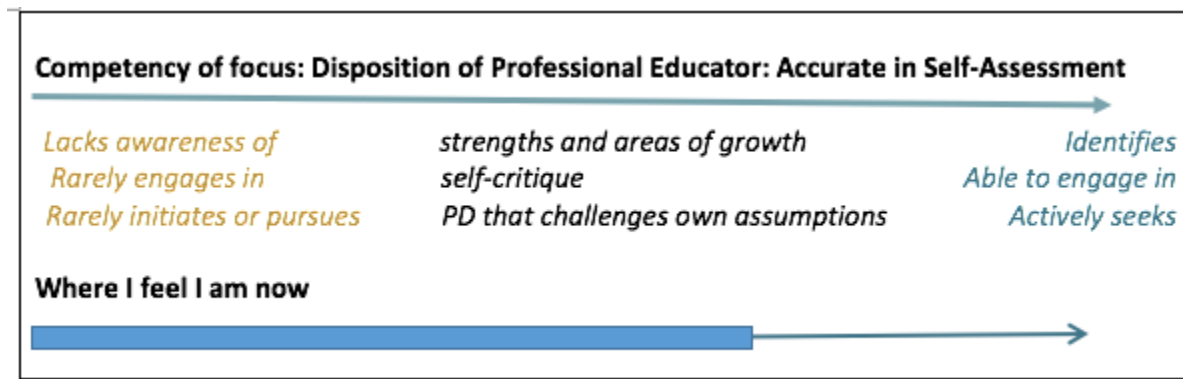 Competency of focus: Disposition of Professional Educator: Accurate in Self-Assessment
Lacks awareness of strengths and areas of growth Identifies
Rarely engages in self-critique Able to engage in
Rarely initiates or pursues PD that challenges own assumptions Actively seeks
Where I feel I am now